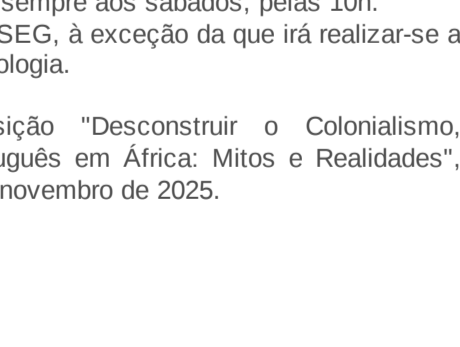 sempre aos sábados, pelas 10h.
SEG, à exceção da que irá realizar-se a
ologia.
sição "Desconstruir o Colonialismo,
uguês em África: Mitos e Realidades",
novembro de 2025.